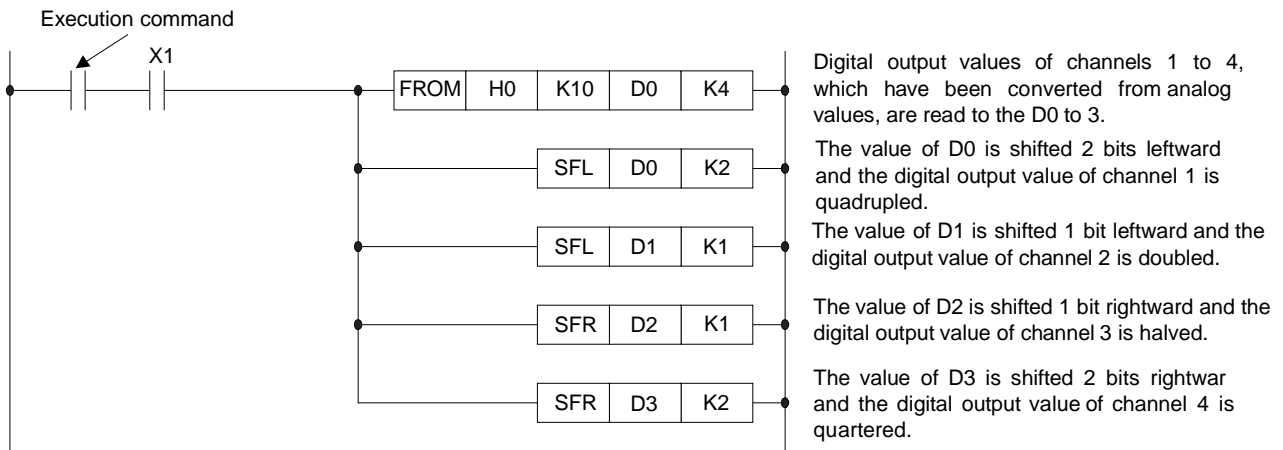 Execution command
X1
FROM H0 K10 D0 K4
Digital output values of channels 1 to 4,
which have been converted from analog
values, are read to the D0 to 3.
SFL D0 K2
The value of D0 is shifted 2 bits leftward
and the digital output value of channel 1 is
quadrupled.
SFL D1 K1
The value of D1 is shifted 1 bit leftward and the
digital output value of channel 2 is doubled.
SFR D2 K1
The value of D2 is shifted 1 bit rightward and the
digital output value of channel 3 is halved.
SFR D3 K2
The value of D3 is shifted 2 bits rightwar
and the digital output value of channel 4 is
quartered.